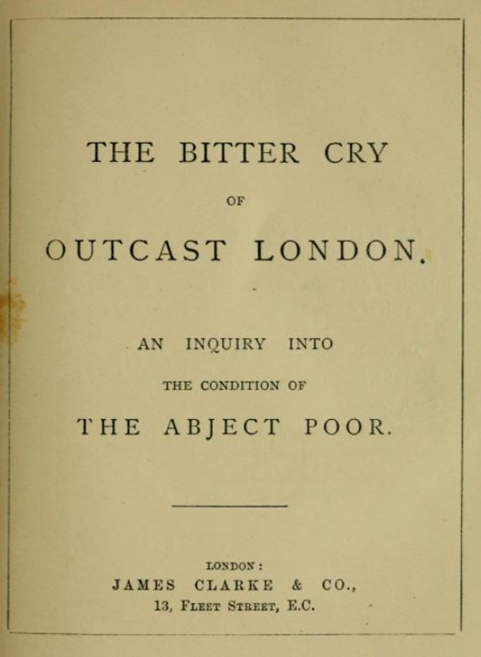 THE BITTER CRY
OF
OUTCAST LONDON.
AN INQUIRY INTO
THE CONDITION OF
THE ABJECT POOR.
LONDON:
JAMES CLARKE & CO.,
13, FLEET STREET, E.C.